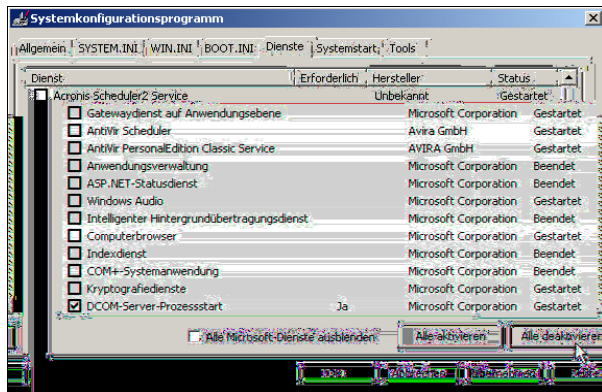 Systemkonfigurationsprogramm
Allgemein SYSTEM.INI WIN.INI BOOT.INI Dienste Systemstart Tools
Dienst Erforderlich Hersteller Status
Acronis Scheduler2 Service Unbekannt Gestartet
Gatewaydienst auf Anwendungsebene Microsoft Corporation Gestartet
AntiVir Scheduler Avira GmbH Gestartet
AntiVir PersonalEdition Classic Service AVIRA GmbH Gestartet
Anwendungsverwaltung Microsoft Corporation Beendet
ASP.NET-Statusdienst Microsoft Corporation Beendet
Windows Audio Microsoft Corporation Gestartet
Intelligenter Hintergrundübertragungsdienst Microsoft Corporation Beendet
Computerbrowser Microsoft Corporation Gestartet
Indexdienst Microsoft Corporation Beendet
COM+-Systemanwendung Microsoft Corporation Beendet
Kryptografiedienste Microsoft Corporation Gestartet
DCOM-Server-Prozessstart Ja Microsoft Corporation Gestartet
Alle Microsoft-Dienste ausblenden Alle aktivieren Alle deaktivieren